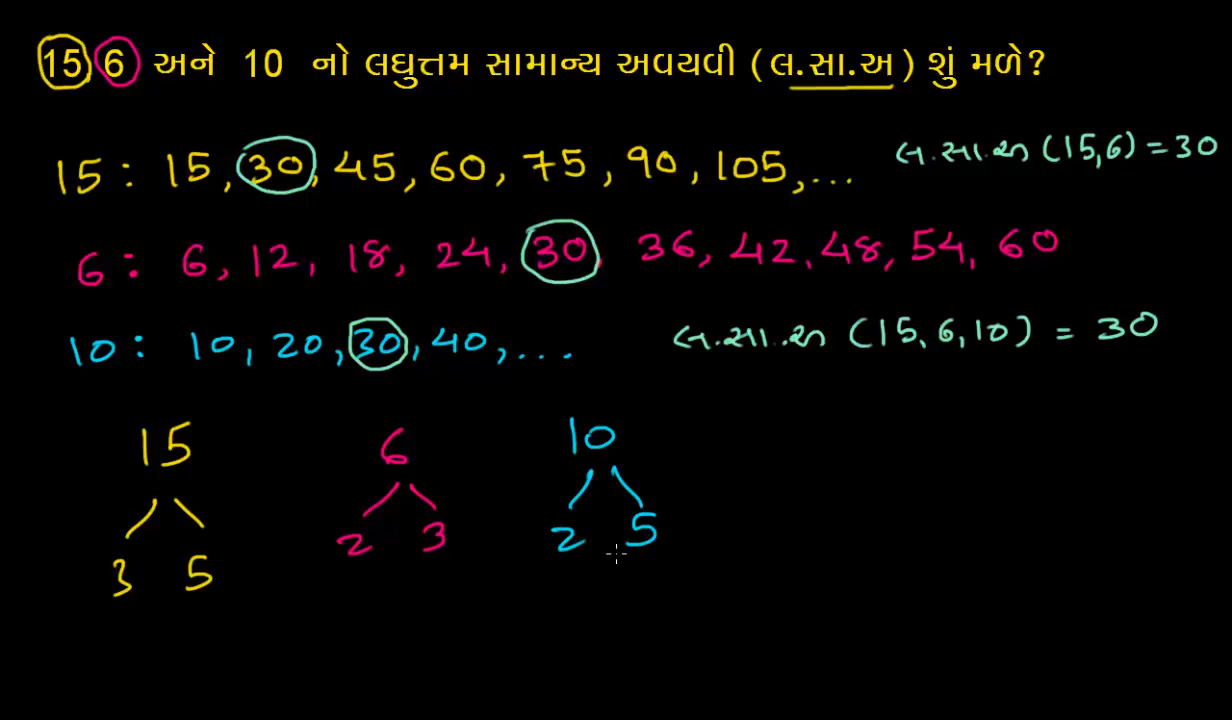 15 6 અને 10 નો લઘુત્તમ સામાન્ય અવયવી (લ.સા.અ) શું મળે?
15 : 15, 30, 45, 60, 75, 90, 105, ...
લ.સા.અ (15,6) = 30
6 : 6, 12, 18, 24, 30, 36, 42, 48, 54, 60
10 : 10, 20, 30, 40, ...
લ.સા.અ (15, 6, 10) = 30
15 6 10
3 5 2 3 2 5